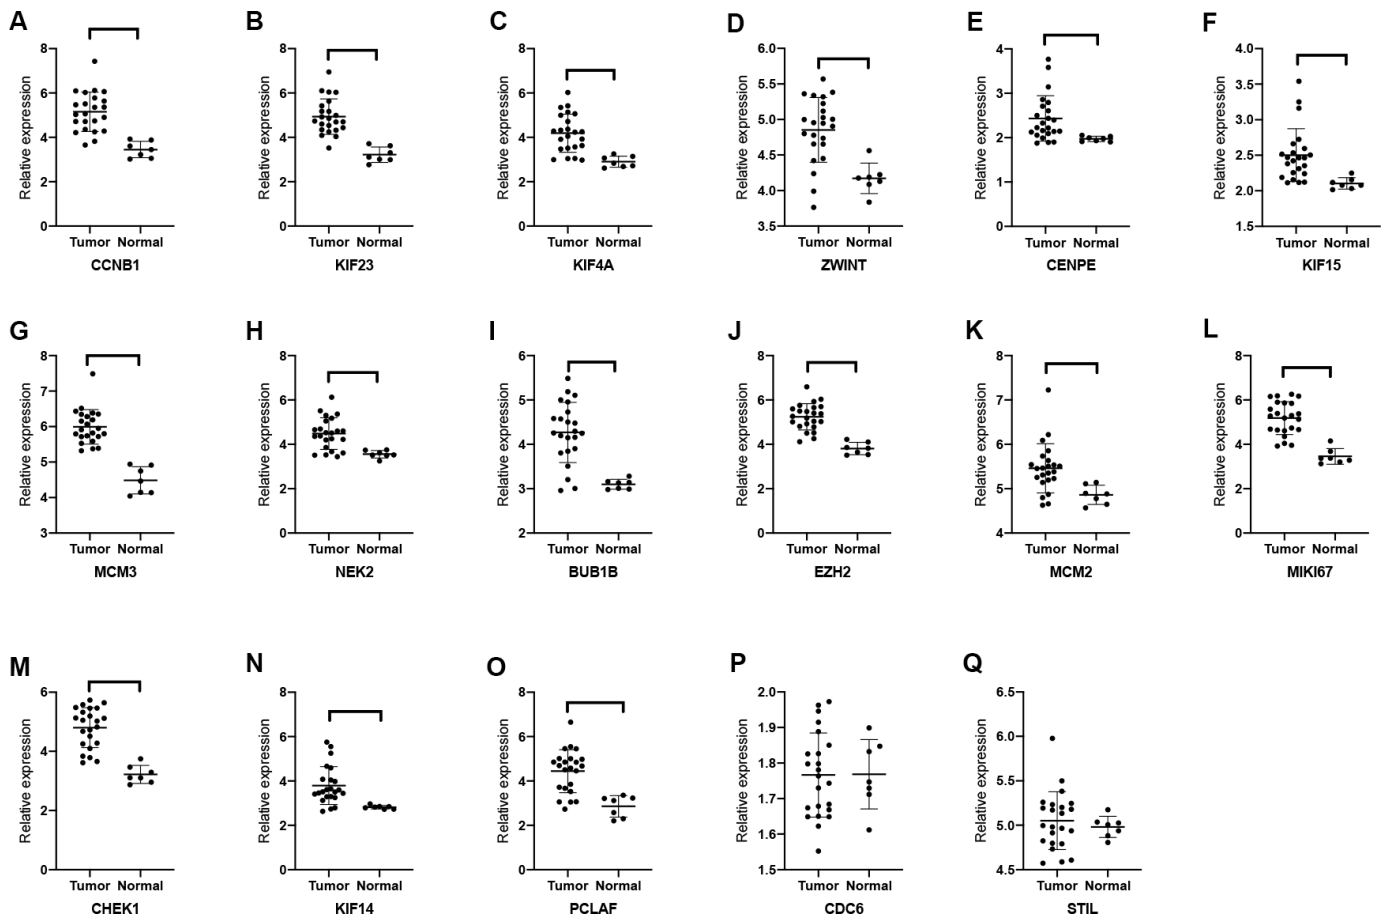 A
Relative expression
8
6
4
2
0
Tumor Normal
CCNB1
B
Relative expression
8
6
4
2
0
Tumor Normal
KIF23
C
Relative expression
8
6
4
2
0
Tumor Normal
KIF4A
D
Relative expression
6.0
5.5
5.0
4.5
4.0
3.5
Tumor Normal
ZWINT
E
Relative expression
4
3
2
1
0
Tumor Normal
CENPE
F
Relative expression
4.0
3.5
3.0
2.5
2.0
1.5
Tumor Normal
KIF15
G
Relative expression
8
7
6
5
4
3
Tumor Normal
MCM3
H
Relative expression
8
6
4
2
0
Tumor Normal
NEK2
I
Relative expression
6
5
4
3
2
Tumor Normal
BUB1B
J
Relative expression
8
6
4
2
0
Tumor Normal
EZH2
K
Relative expression
8
7
6
5
4
Tumor Normal
MCM2
L
Relative expression
8
6
4
2
0
Tumor Normal
MIKI67
M
Relative expression
6
4
2
0
Tumor Normal
CHEK1
N
Relative expression
8
6
4
2
0
Tumor Normal
KIF14
O
Relative expression
8
6
4
2
0
Tumor Normal
PCLAF
P
Relative expression
2.0
1.9
1.8
1.7
1.6
1.5
Tumor Normal
CDC6
Q
Relative expression
6.5
6.0
5.5
5.0
4.5
Tumor Normal
STIL